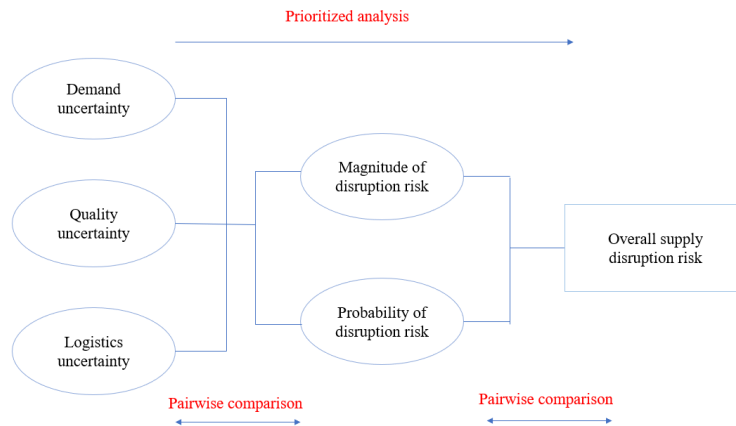 Prioritized analysis
Demand
uncertainty
Quality
uncertainty
Logistics
uncertainty
Magnitude of
disruption risk
Probability of
disruption risk
Overall supply
disruption risk
Pairwise comparison
Pairwise comparison